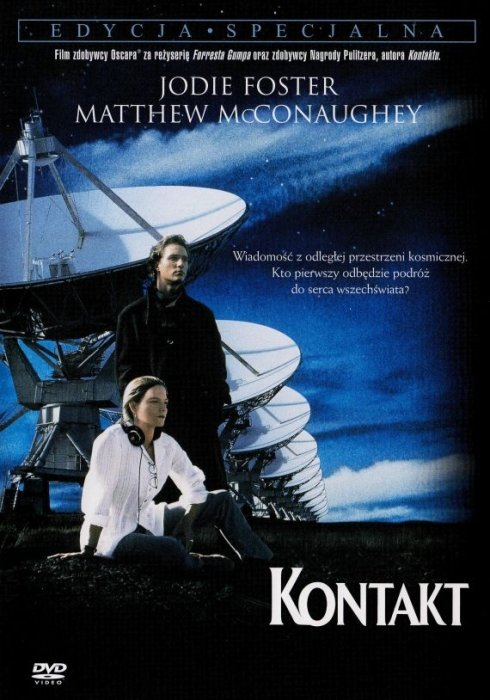 EDYCJA • SPECJALNA
Film zdobywcy Oscara® za reżyserię Forresta Gumpa oraz zdobywcy Nagrody Pulitzera, autora Kontaktu.
JODIE FOSTER
MATTHEW McCONAUGHEY
Wiadomość z odległej przestrzeni kosmicznej.
Kto pierwszy odbędzie podróż
do serca wszechświata?
KONTAKT
DVD
VIDEO